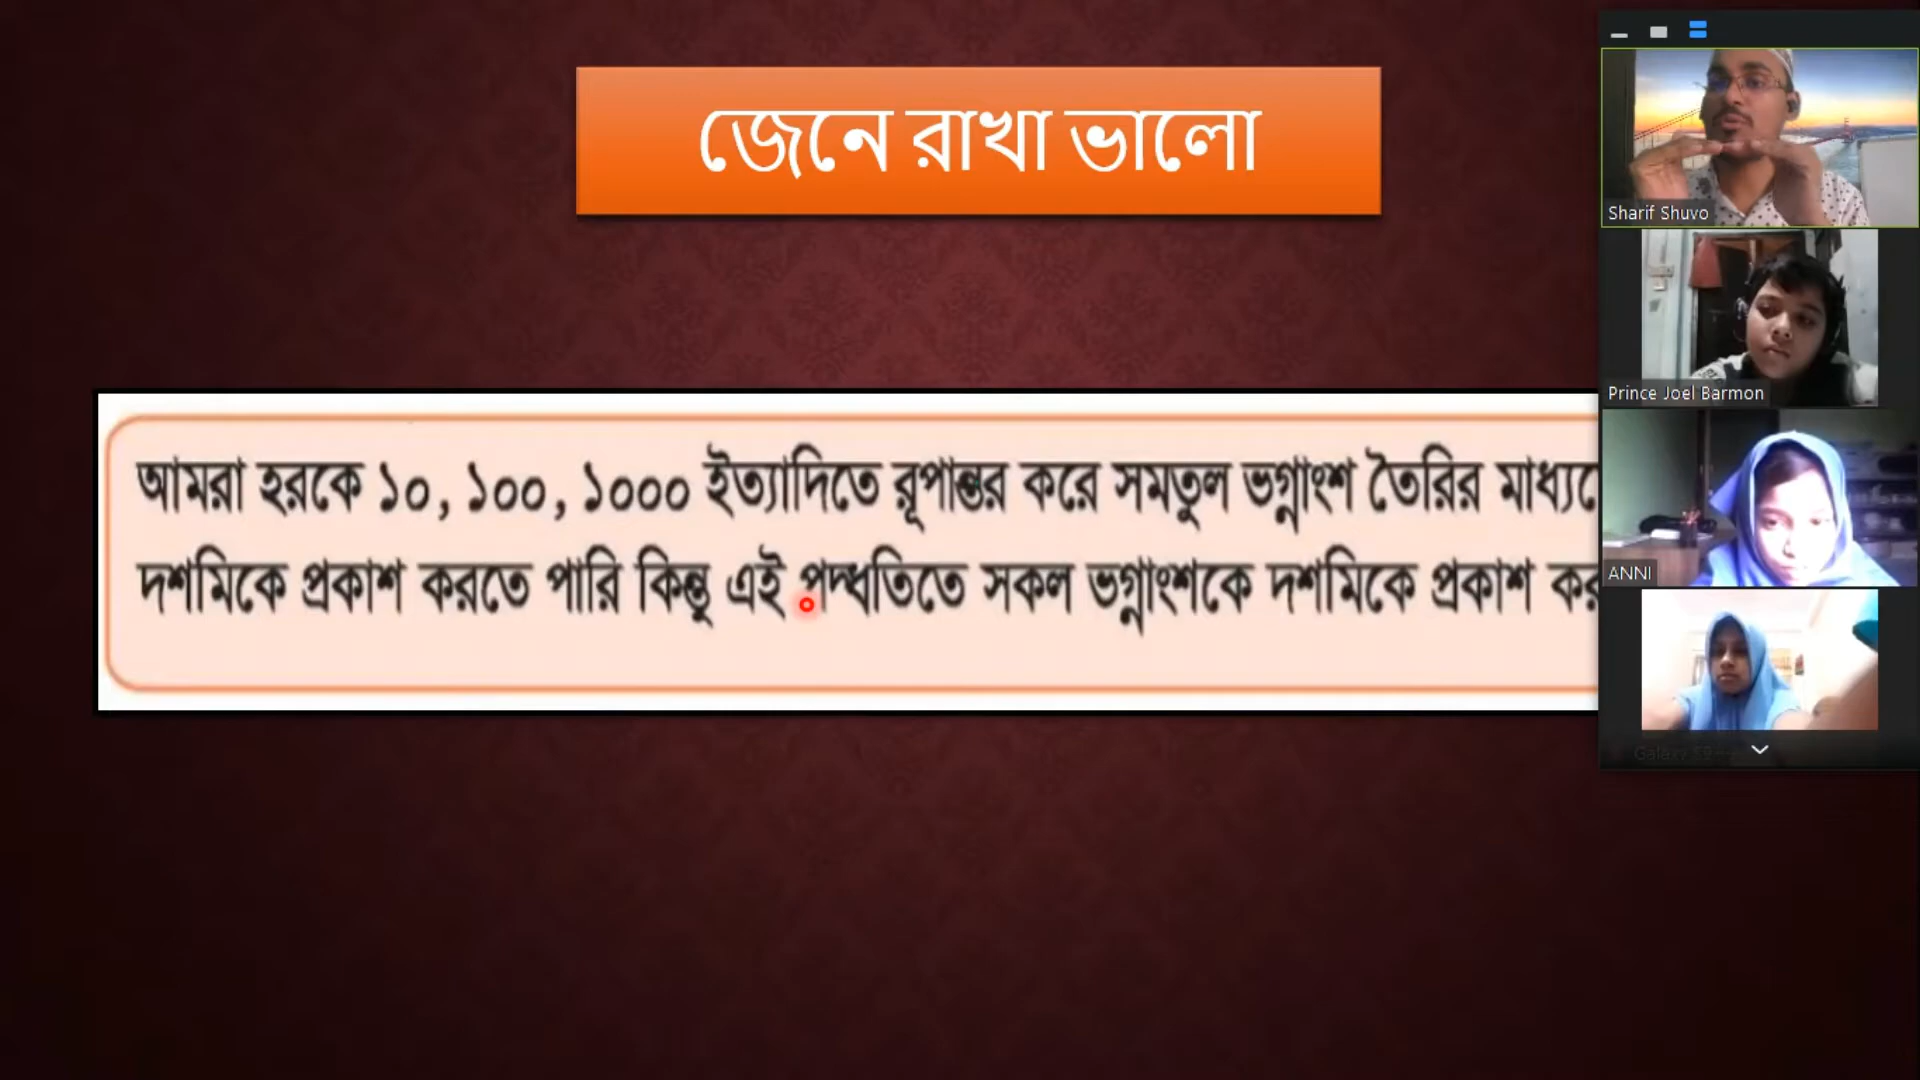 জেনে রাখা ভালো
আমরা হরকে ১০, ১০০, ১০০০ ইত্যাদিতে রূপান্তর করে সমতুল ভগ্নাংশ তৈরির
দশমিকে প্রকাশ করতে পারি কিন্তু এই পদ্ধতিতে সকল ভগ্নাংশকে দশমিকে প্রকাশ
Sharif Shuvo
Prince Joel Barmon
ANNI